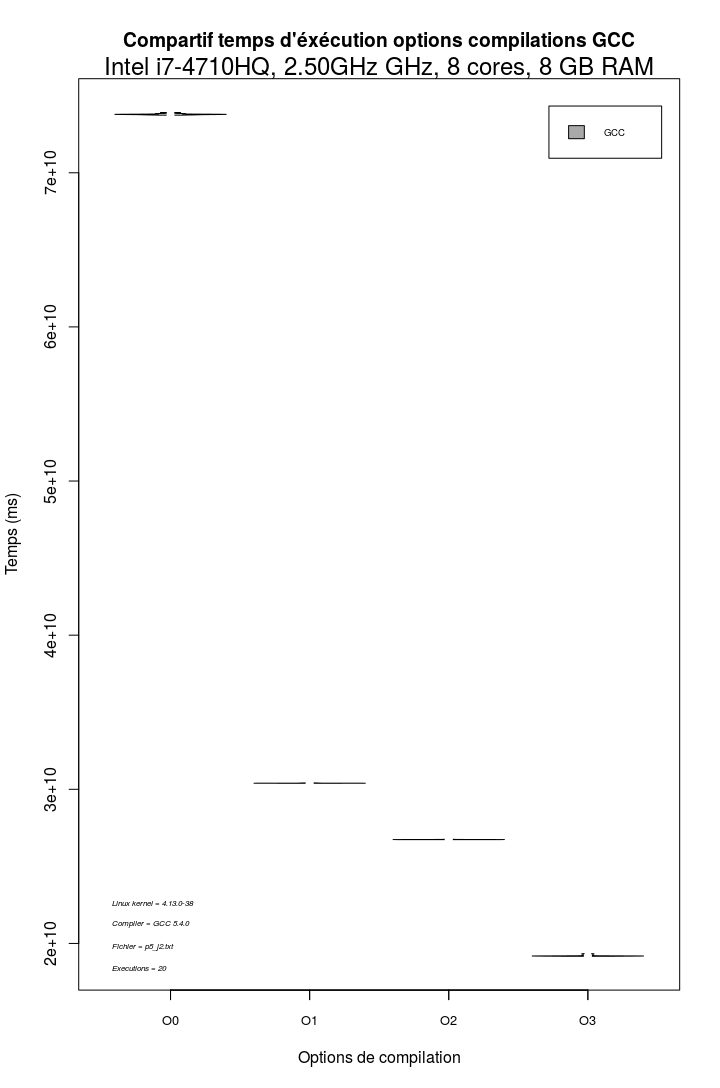 Compartif temps d'éxécution options compilations GCC
Intel i7-4710HQ, 2.50GHz GHz, 8 cores, 8 GB RAM
GCC
Temps (ms)
7e+10
6e+10
5e+10
4e+10
3e+10
2e+10
Linux kernel = 4.13.0-38
Compiler = GCC 5.4.0
Fichier = p5_j2.txt
Executions = 20
O0 O1 O2 O3
Options de compilation